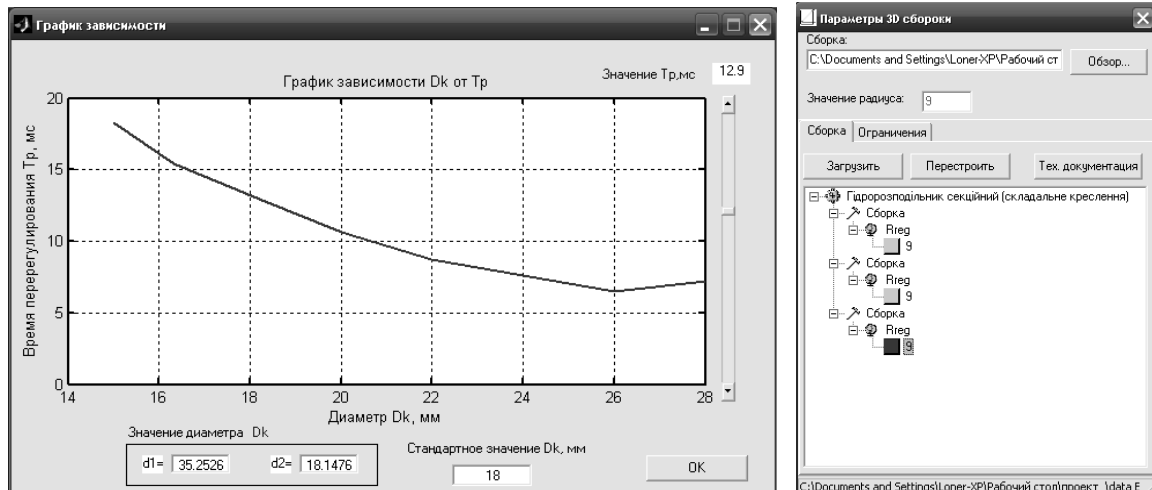 График зависимости
График зависимости Dk от Тр
Значение Тр,мс 12.9
Время перерегулирования Тр, мс
20
15
10
5
0
14 16 18 20 22 24 26 28
Диаметр Dk, мм
Значение диаметра Dk
d1= 35.2526 d2= 18.1476
Стандартное значение Dk, мм
18
OK
Параметры 3D сбороки
Сборка:
C:\Documents and Settings\Loner-XP\Рабочий ст Обзор...
Значение радиуса: 9
Сборка Ограничения
Загрузить Перестроить Тех. документация
Гідророзподільник секційний (складальне креслення)
Сборка
Rreg
9
Сборка
Rreg
9
Сборка
Rreg
9
C:\Documents and Settings\Loner-XP\Рабочий стол\проект_\data E